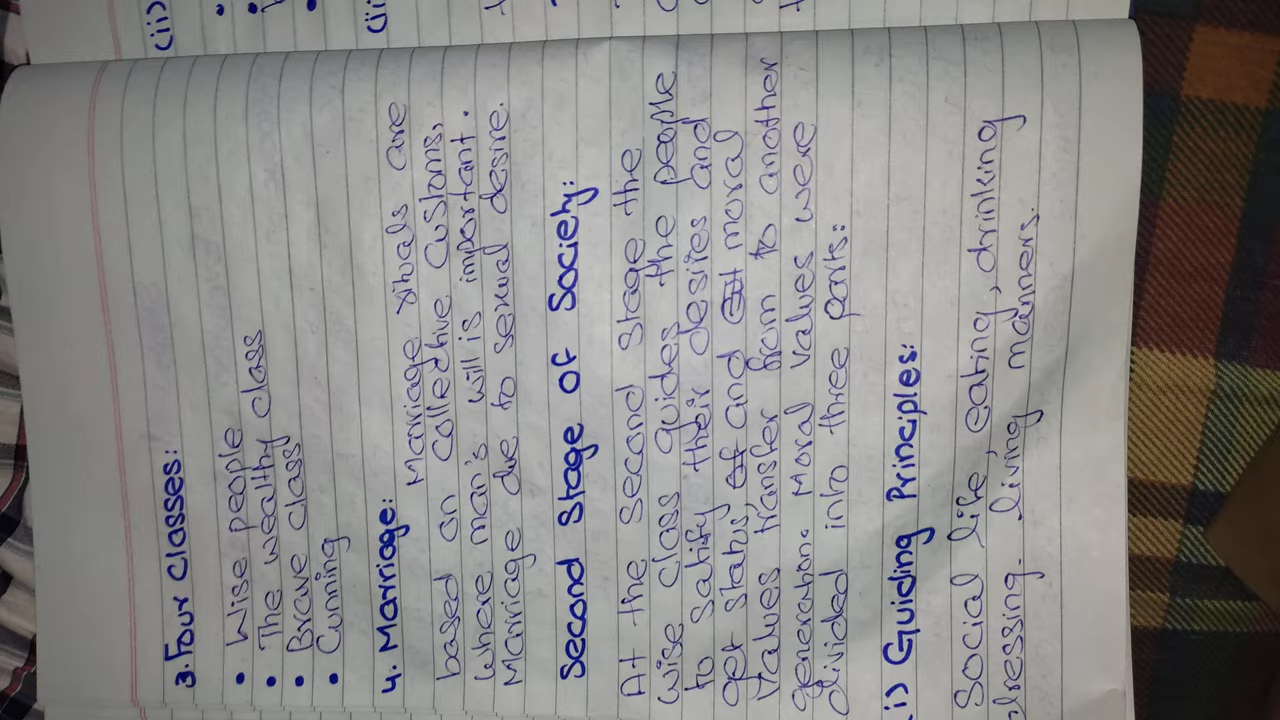 3. Four Classes:
• Wise people
• The wealthy class
• Brave class
• Cunning
4. Marriage:
Marriage rituals are
based on collective customs,
where man's will is important.
Marriage due to sexual desire.
Second Stage of Society:
At the second stage the
wise class guides the people
to satify their desires and
get status and moral
values transfer from to another
generation. Moral values were
divided into three parts:
(i) Guiding Principles:
Social life, eating, drinking
dressing. living manners.
(ii)